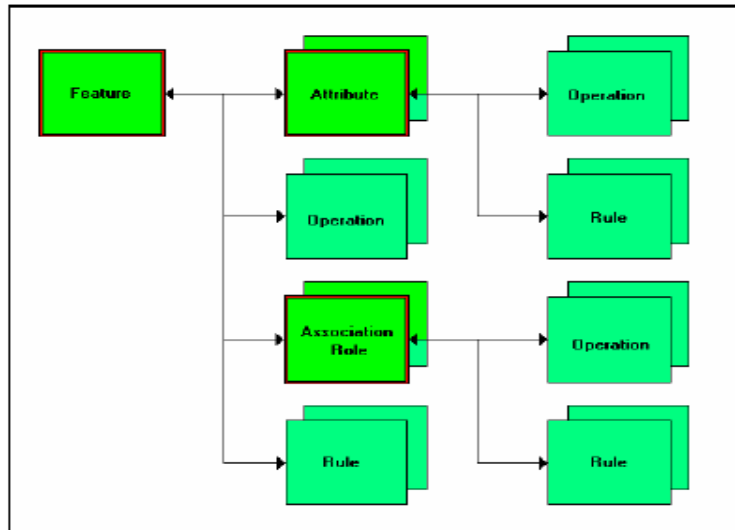 Feature
Attribute
Operation
Operation
Rule
Association
Role
Operation
Rule
Rule